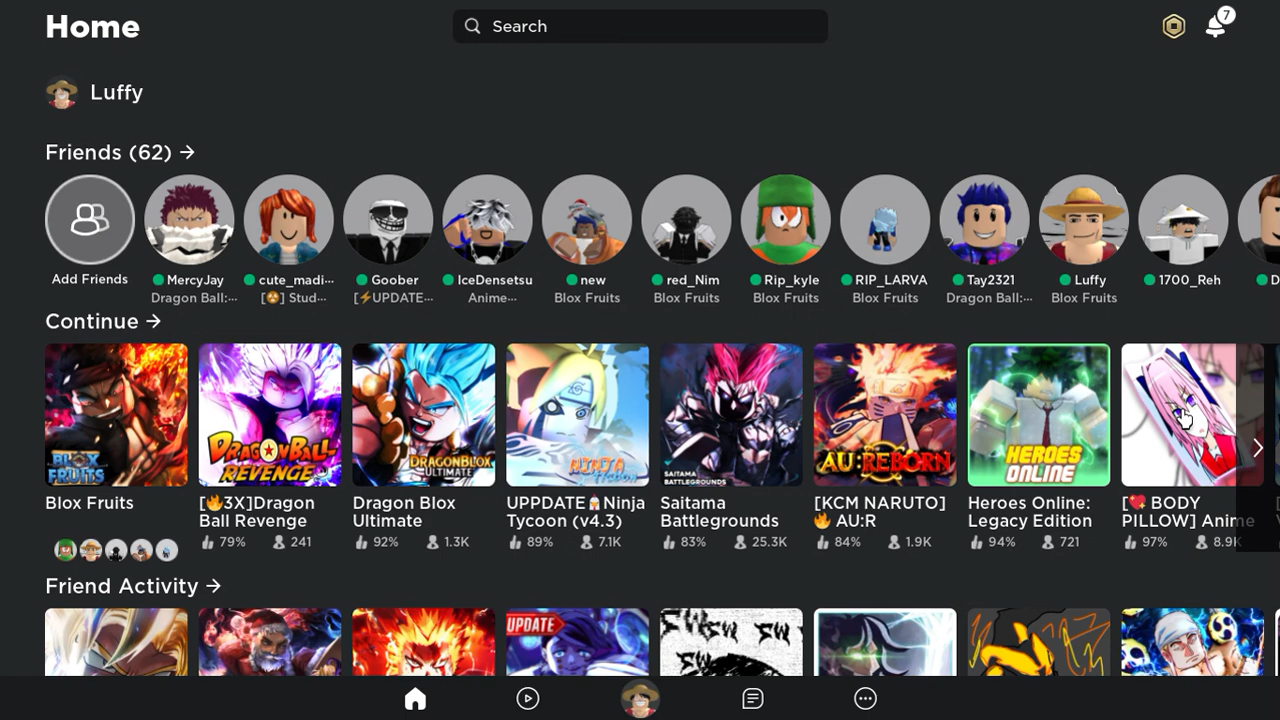 Home
Search
7
Luffy
Friends (62) →
Add Friends
MercyJay
Dragon Ball:...
cute_madi...
[☢] Stud...
Goober
[⚡UPDATE...
IceDensetsu
Anime...
new
Blox Fruits
red_Nim
Blox Fruits
Rip_kyle
Blox Fruits
RIP_LARVA
Blox Fruits
Tay2321
Dragon Ball:...
Luffy
Blox Fruits
1700_Reh
D
Continue →
BLOX
FRUITS
DRAGON BALL
REVENGE
DRAGONBLOX
ULTIMATE
NINJA
TYCOON
SAITAMA
BATTLEGROUNDS
AU:REBORN
HEROES
ONLINE
Blox Fruits
[🔥3X]Dragon
Ball Revenge
79% 241
Dragon Blox
Ultimate
92% 1.3K
UPPDATE🧑‍🎄Ninja
Tycoon (v4.3)
89% 7.1K
Saitama
Battlegrounds
83% 25.3K
[KCM NARUTO]
🔥 AU:R
84% 1.9K
Heroes Online:
Legacy Edition
94% 721
[💖 BODY
PILLOW] Anime
97% 8.9K
Friend Activity →
UPDATE